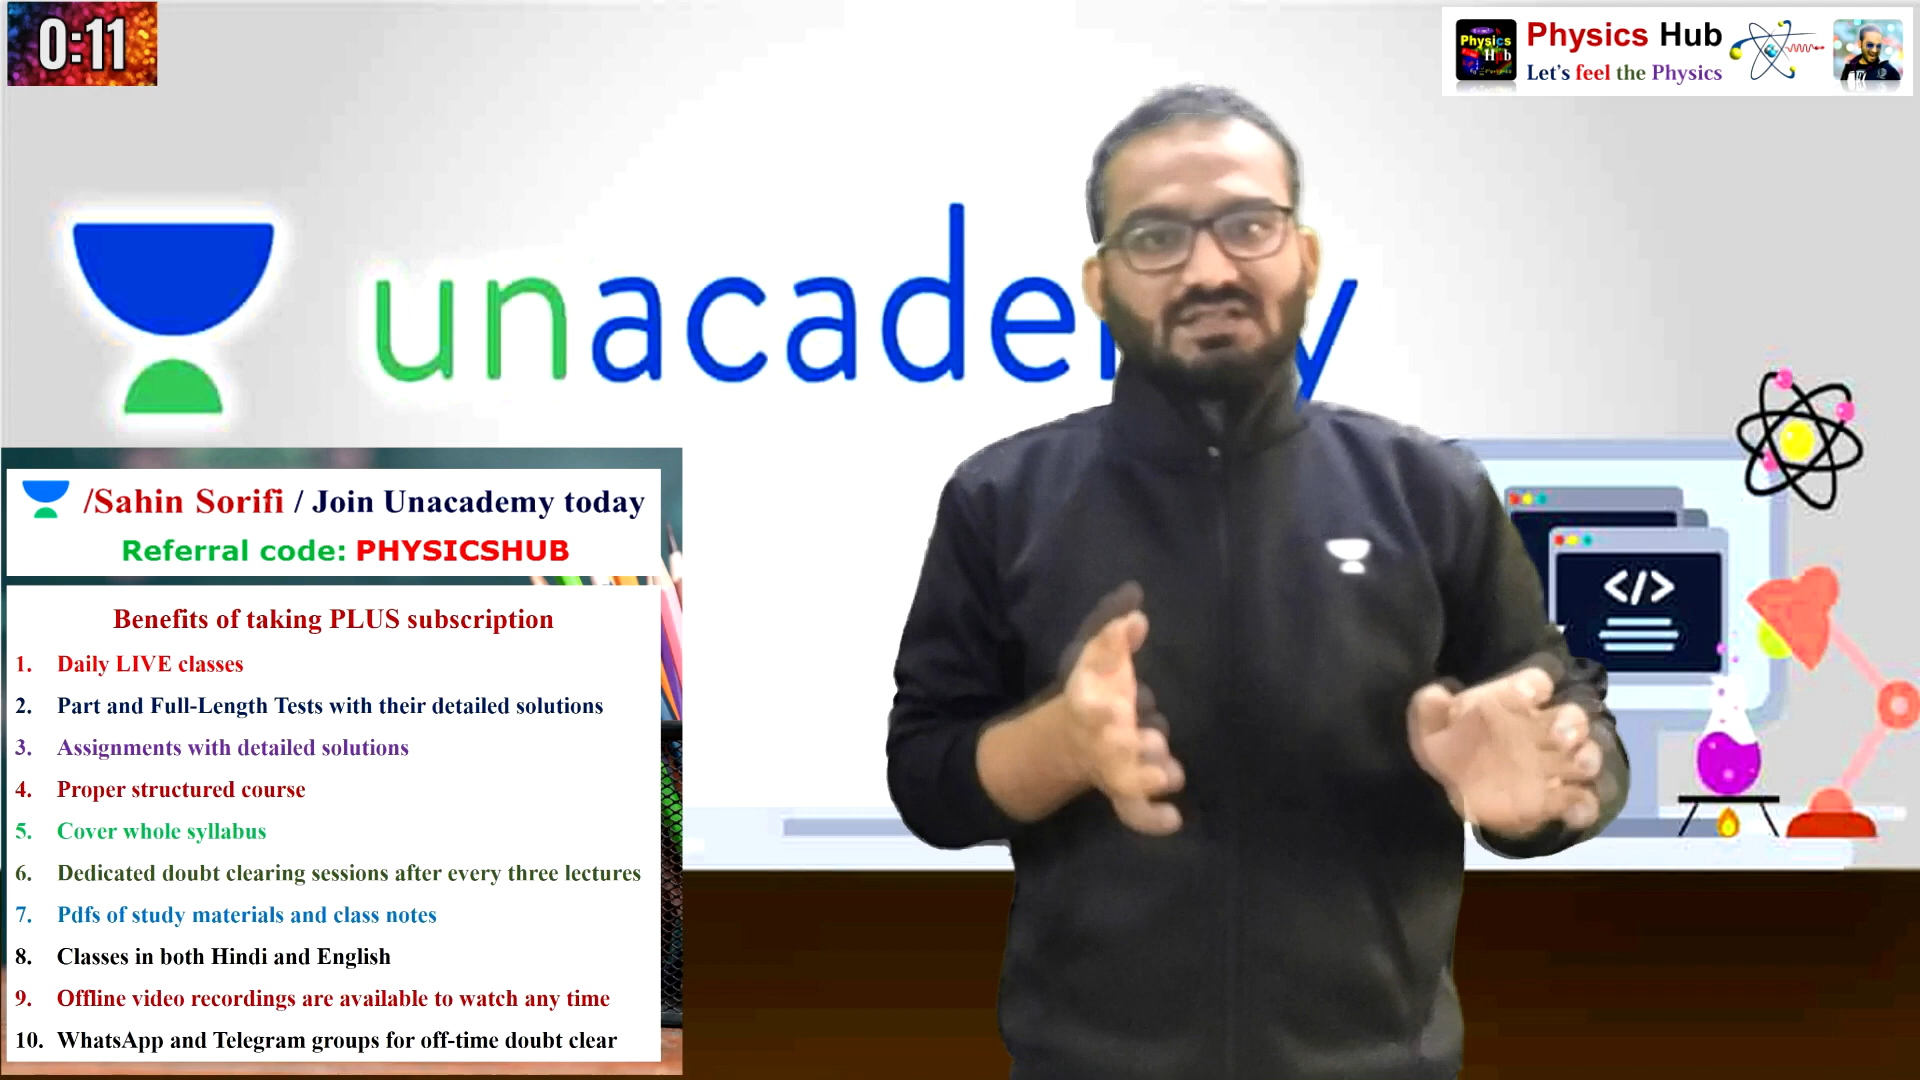 0:11
Physics Hub
Let's feel the Physics
Physics
Hub
unacade y
/Sahin Sorifi / Join Unacademy today
Referral code: PHYSICSHUB
Benefits of taking PLUS subscription
1. Daily LIVE classes
2. Part and Full-Length Tests with their detailed solutions
3. Assignments with detailed solutions
4. Proper structured course
5. Cover whole syllabus
6. Dedicated doubt clearing sessions after every three lectures
7. Pdfs of study materials and class notes
8. Classes in both Hindi and English
9. Offline video recordings are available to watch any time
10. WhatsApp and Telegram groups for off-time doubt clear
</>